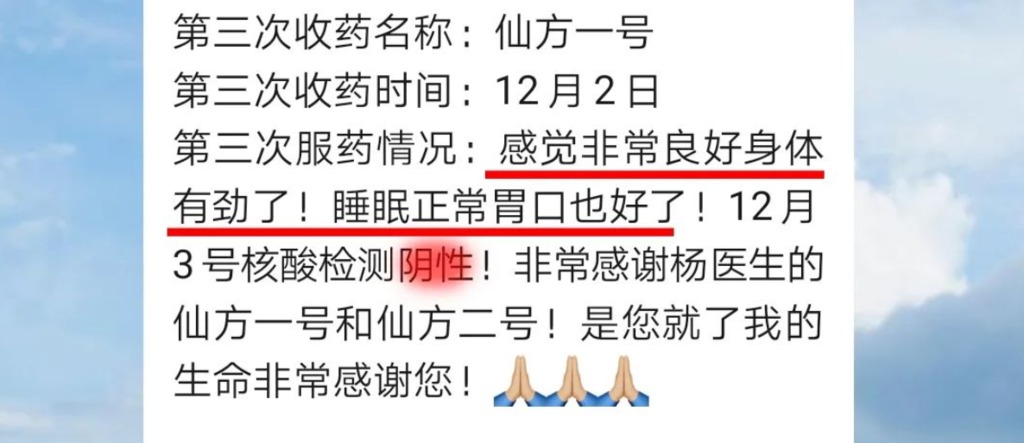 第三次收药名称：仙方一号
第三次收药时间：12月2日
第三次服药情况：感觉非常良好身体
有劲了！睡眠正常胃口也好了！12月
3号核酸检测阴性！非常感谢杨医生的
仙方一号和仙方二号！是您就了我的
生命非常感谢您！🙏🙏🙏